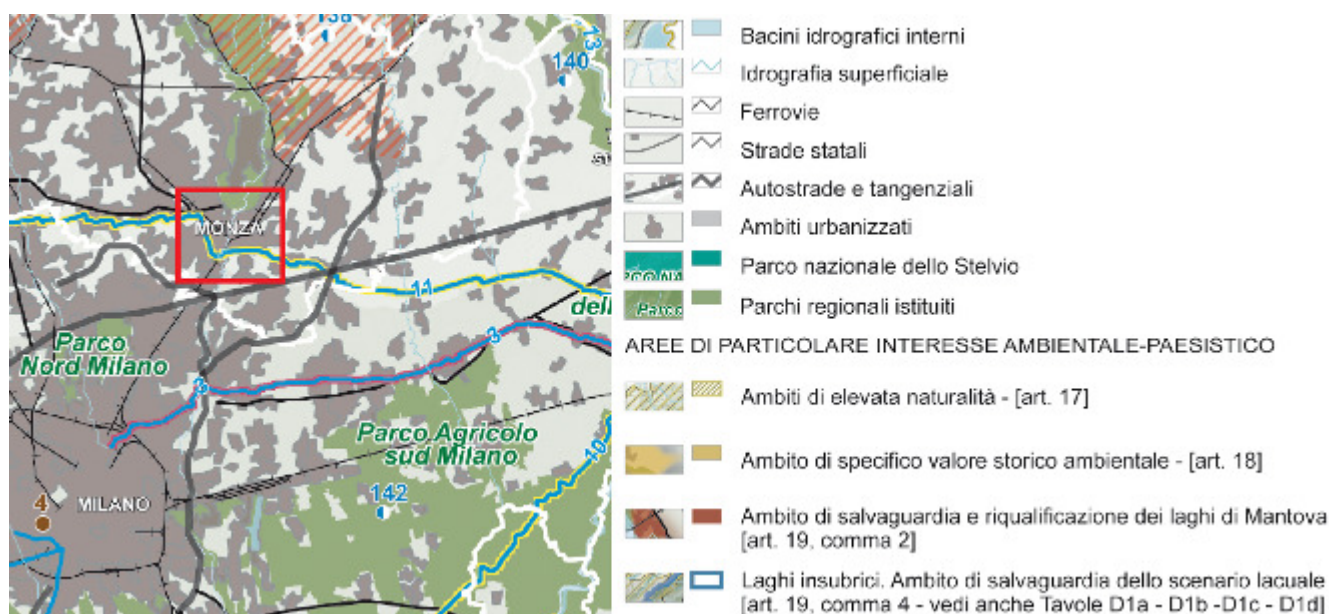 138
13
140
MONZA
11
dell
3
Parco
Nord Milano
3
Parco Agricolo
sud Milano
10
142
4
MILANO
Bacini idrografici interni
Idrografia superficiale
Ferrovie
Strade statali
Autostrade e tangenziali
Ambiti urbanizzati
Parco nazionale dello Stelvio
Parco
Parchi regionali istituiti
AREE DI PARTICOLARE INTERESSE AMBIENTALE-PAESISTICO
Ambiti di elevata naturalità - [art. 17]
Ambito di specifico valore storico ambientale - [art. 18]
Ambito di salvaguardia e riqualificazione dei laghi di Mantova
[art. 19, comma 2]
Laghi insubrici. Ambito di salvaguardia dello scenario lacuale
[art. 19, comma 4 - vedi anche Tavole D1a - D1b -D1c - D1d]